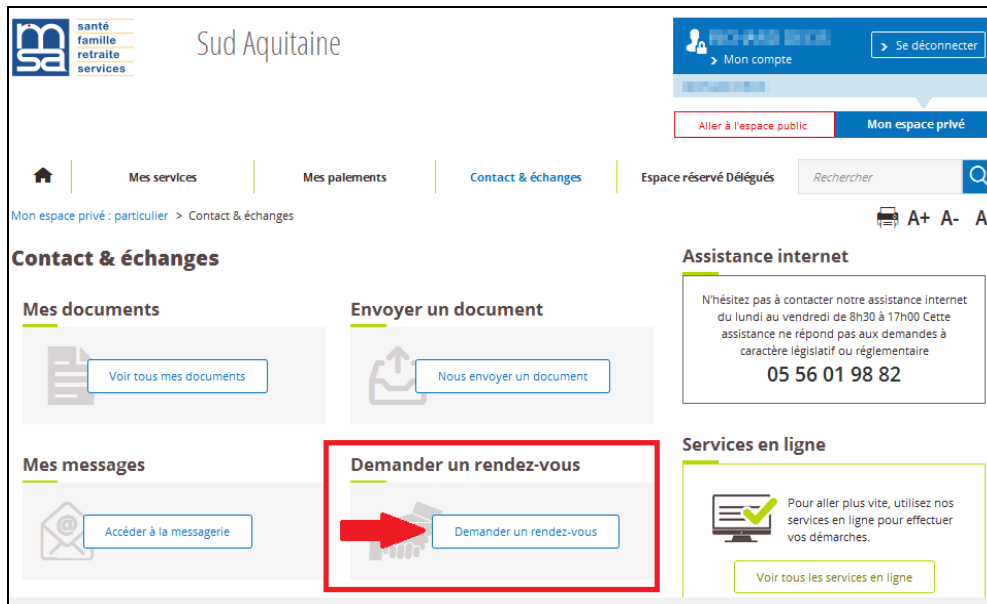 msa
santé
famille
retraite
services
Sud Aquitaine
> Mon compte
> Se déconnecter
Aller à l'espace public
Mon espace privé
Mes services
Mes paiements
Contact & échanges
Espace réservé Délégués
Rechercher
Mon espace privé : particulier > Contact & échanges
A+ A- A
Contact & échanges
Mes documents
Voir tous mes documents
Envoyer un document
Nous envoyer un document
Mes messages
@
Accéder à la messagerie
Demander un rendez-vous
Demander un rendez-vous
Assistance internet
N'hésitez pas à contacter notre assistance internet
du lundi au vendredi de 8h30 à 17h00 Cette
assistance ne répond pas aux demandes à
caractère législatif ou réglementaire
05 56 01 98 82
Services en ligne
Pour aller plus vite, utilisez nos
services en ligne pour effectuer
vos démarches.
Voir tous les services en ligne